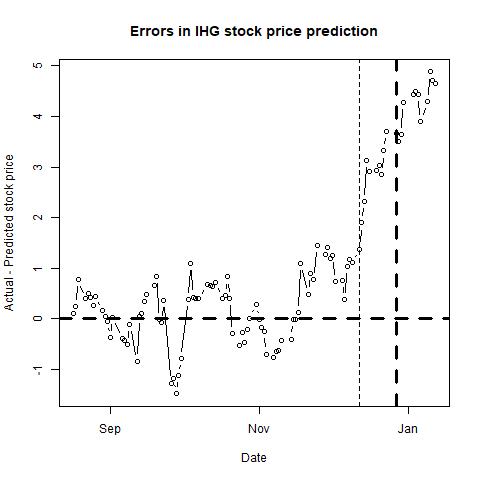 Errors in IHG stock price prediction
Actual - Predicted stock price
5
4
3
2
1
0
-1
Sep
Nov
Jan
Date